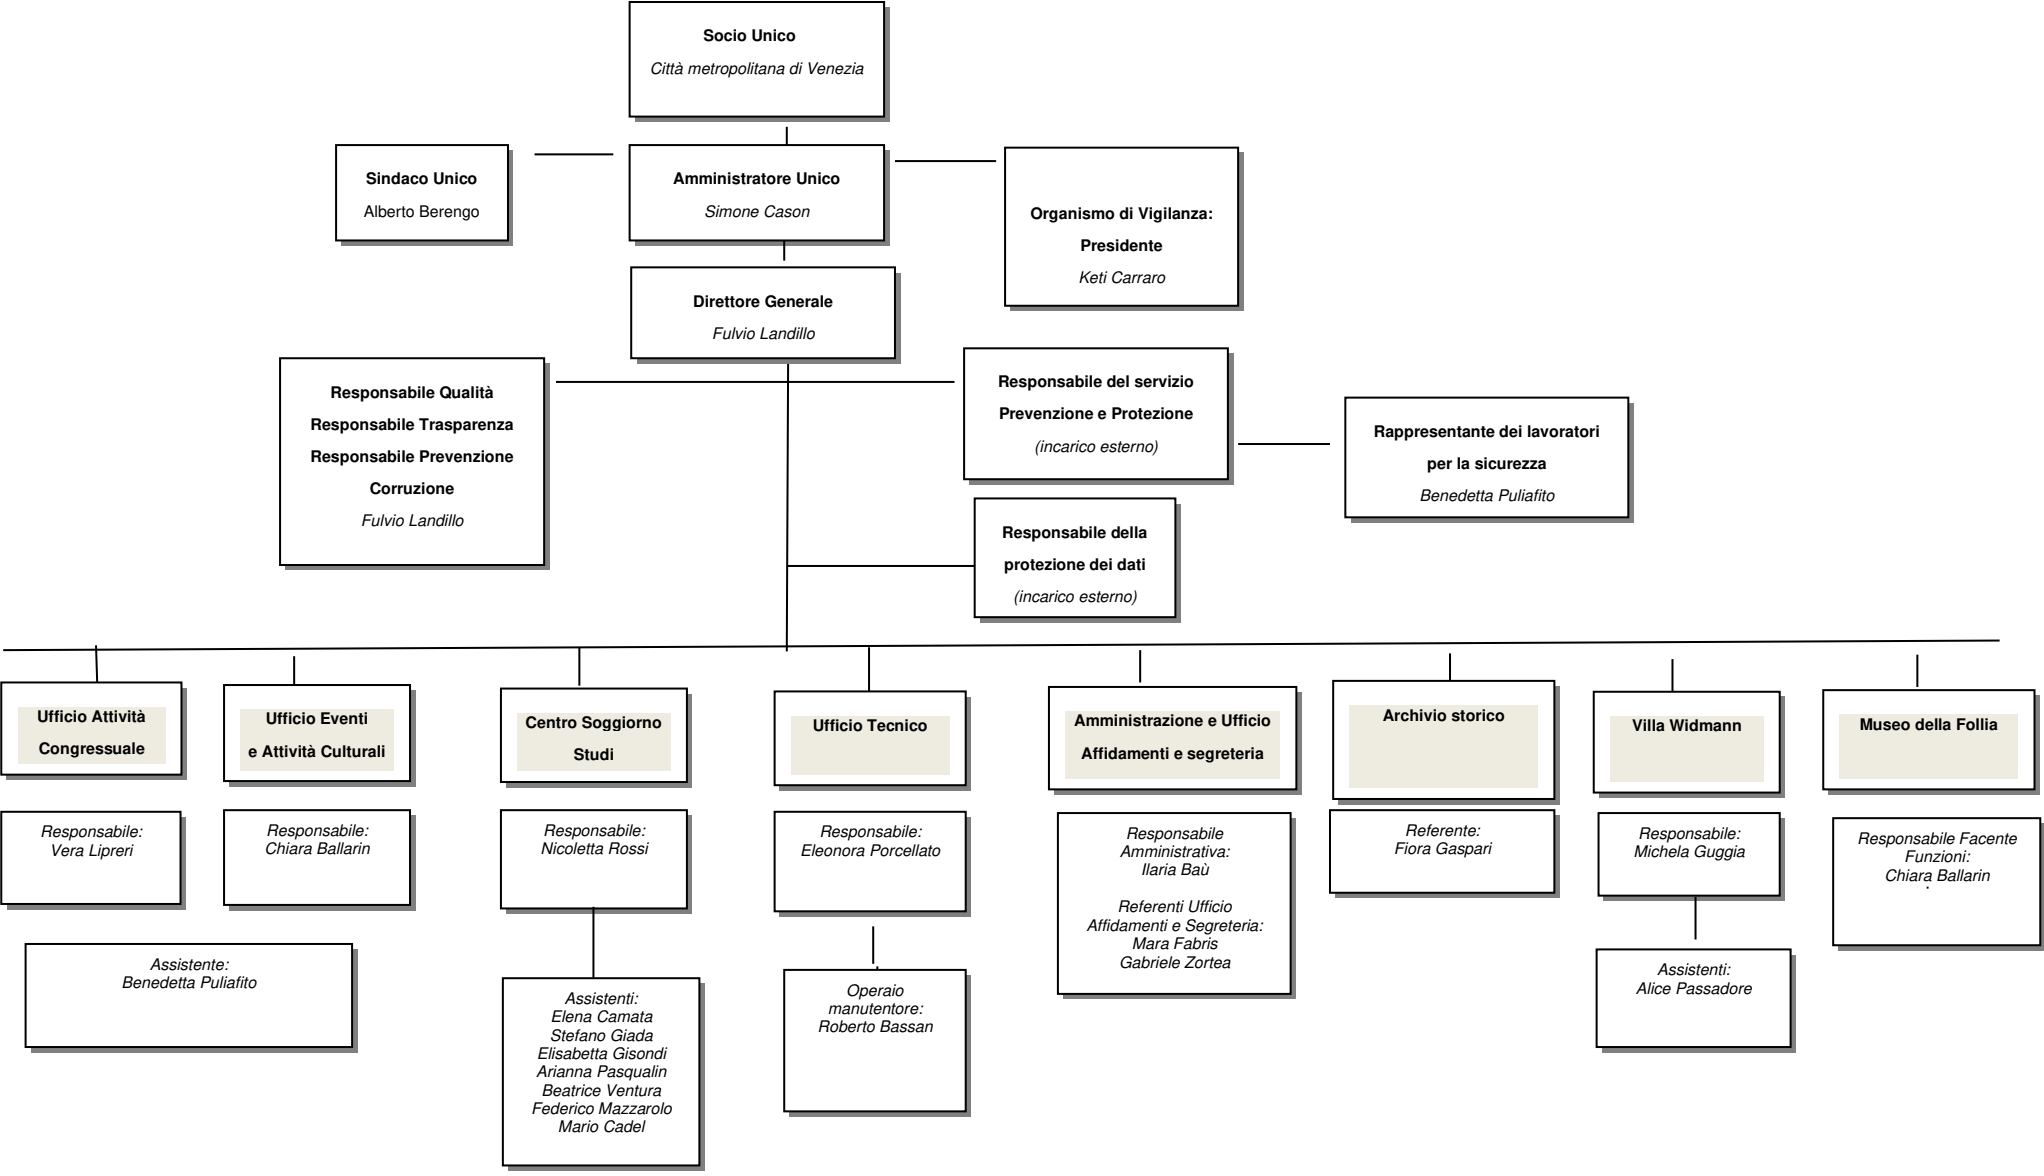 Socio Unico
Città metropolitana di Venezia
Sindaco Unico
Alberto Berengo
Amministratore Unico
Simone Cason
Organismo di Vigilanza:
Presidente
Keti Carraro
Direttore Generale
Fulvio Landillo
Responsabile Qualità
Responsabile Trasparenza
Responsabile Prevenzione
Corruzione
Fulvio Landillo
Responsabile del servizio
Prevenzione e Protezione
(incarico esterno)
Rappresentante dei lavoratori
per la sicurezza
Benedetta Puliafito
Responsabile della
protezione dei dati
(incarico esterno)
Ufficio Attività
Congressuale
Ufficio Eventi
e Attività Culturali
Centro Soggiorno
Studi
Ufficio Tecnico
Amministrazione e Ufficio
Affidamenti e segreteria
Archivio storico
Villa Widmann
Museo della Follia
Responsabile:
Vera Lipreri
Responsabile:
Chiara Ballarin
Responsabile:
Nicoletta Rossi
Responsabile:
Eleonora Porcellato
Responsabile
Amministrativa:
Ilaria Baù
Referenti Ufficio
Affidamenti e Segreteria:
Mara Fabris
Gabriele Zortea
Referente:
Fiora Gaspari
Responsabile:
Michela Guggia
Responsabile Facente
Funzioni:
Chiara Ballarin
.
Assistente:
Benedetta Puliafito
Assistenti:
Elena Camata
Stefano Giada
Elisabetta Gisondi
Arianna Pasqualin
Beatrice Ventura
Federico Mazzarolo
Mario Cadel
Operaio
manutentore:
Roberto Bassan
Assistenti:
Alice Passadore